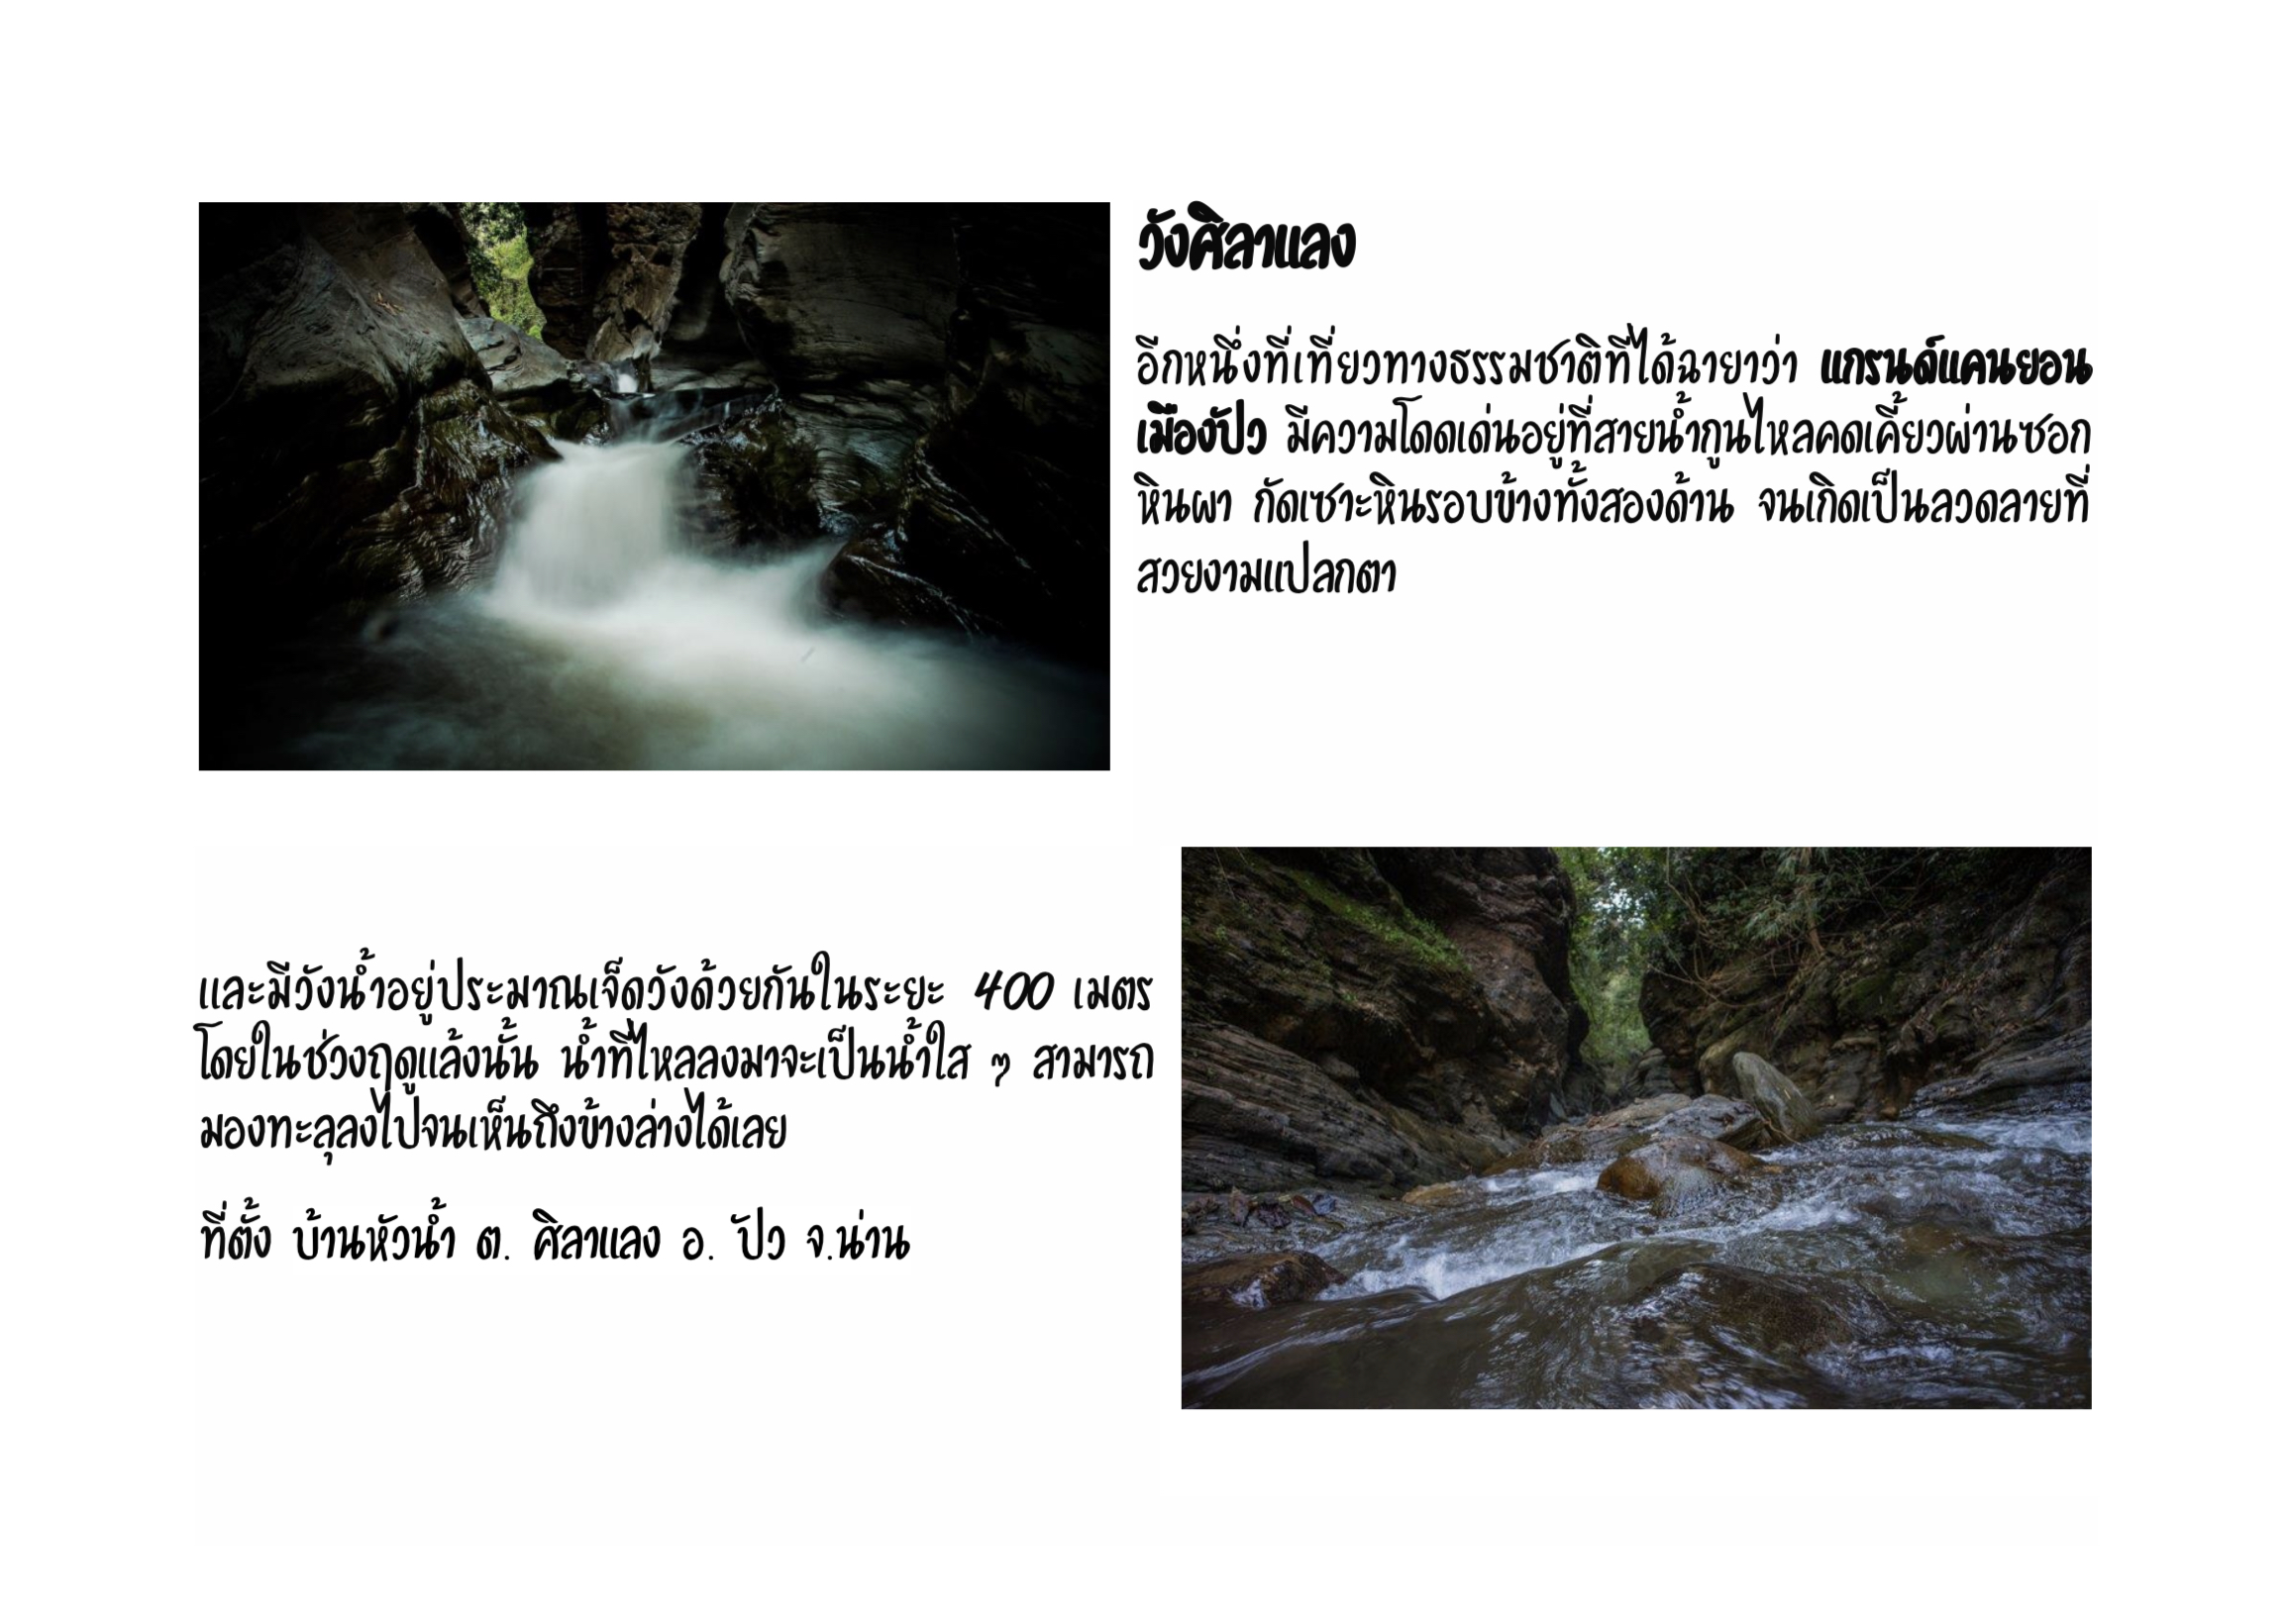 วังศิลาแลง
อีกหนึ่งที่เที่ยวทางธรรมชาติที่ได้ฉายาว่า แกรนด์แคนยอน
เมืองปัว มีความโดดเด่นอยู่ที่สายน้ำกูนไหลคดเคี้ยวผ่านซอก
หินผา กัดเซาะหินรอบข้างทั้งสองด้าน จนเกิดเป็นลวดลายที่
สวยงามแปลกตา
และมีวังน้ำอยู่ประมาณเจ็ดวังด้วยกันในระยะ 400 เมตร
โดยในช่วงฤดูแล้งนั้น น้ำที่ไหลลงมาจะเป็นน้ำใส ๆ สามารถ
มองทะลุลงไปจนเห็นถึงข้างล่างได้เลย
ที่ตั้ง บ้านหัวน้ำ ต. ศิลาแลง อ. ปัว จ.น่าน